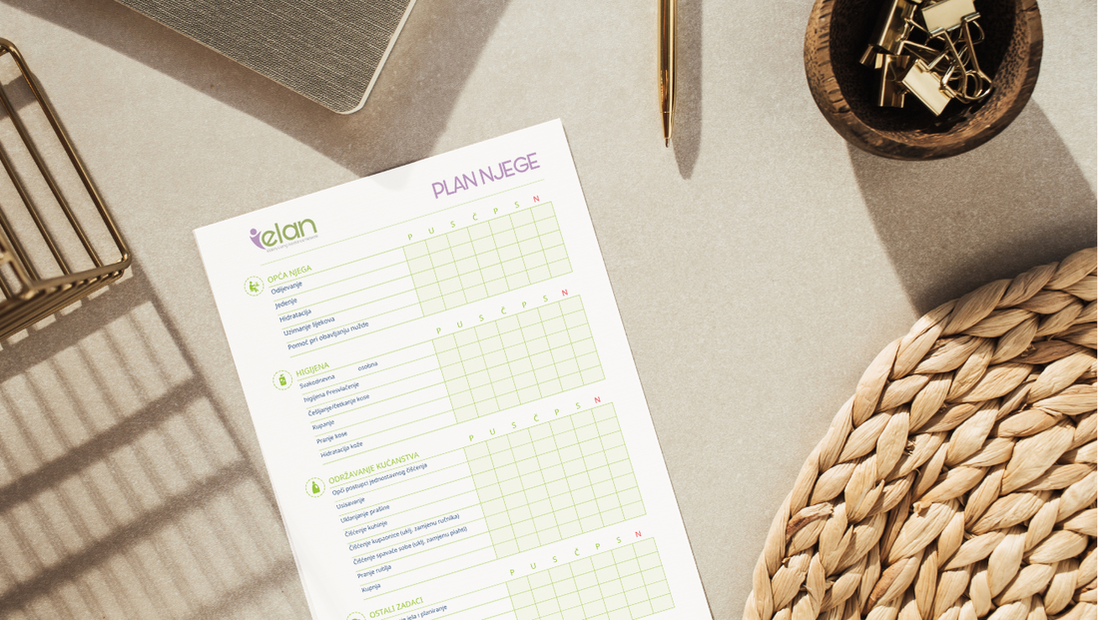 elan
PLAN NJEGE
P U S Č P S N
OPĆA NJEGA
Odijevanje
Jedenje
Hidratacija
Uzimanje lijekova
Pomoć pri obavljanju nužde
P U S Č P S N
HIGIJENA
Svakodnevna osobna
higijena Presvlačenje
Češljanje/četkanje kose
Kupanje
Pranje kose
Hidratacija kože
P U S Č P S N
ODRŽAVANJE KUĆANSTVA
Opći postupci jednostavnog čišćenja
Usisavanje
Uklanjanje prašine
Čišćenje kuhinje
Čišćenje kupaonice (uklj. zamjenu ručnika)
Čišćenje spavaće sobe (uklj. zamjenu plahti)
Pranje rublja
Kupnja
P U S Č P S N
OSTALI ZADACI
jela i planiranje